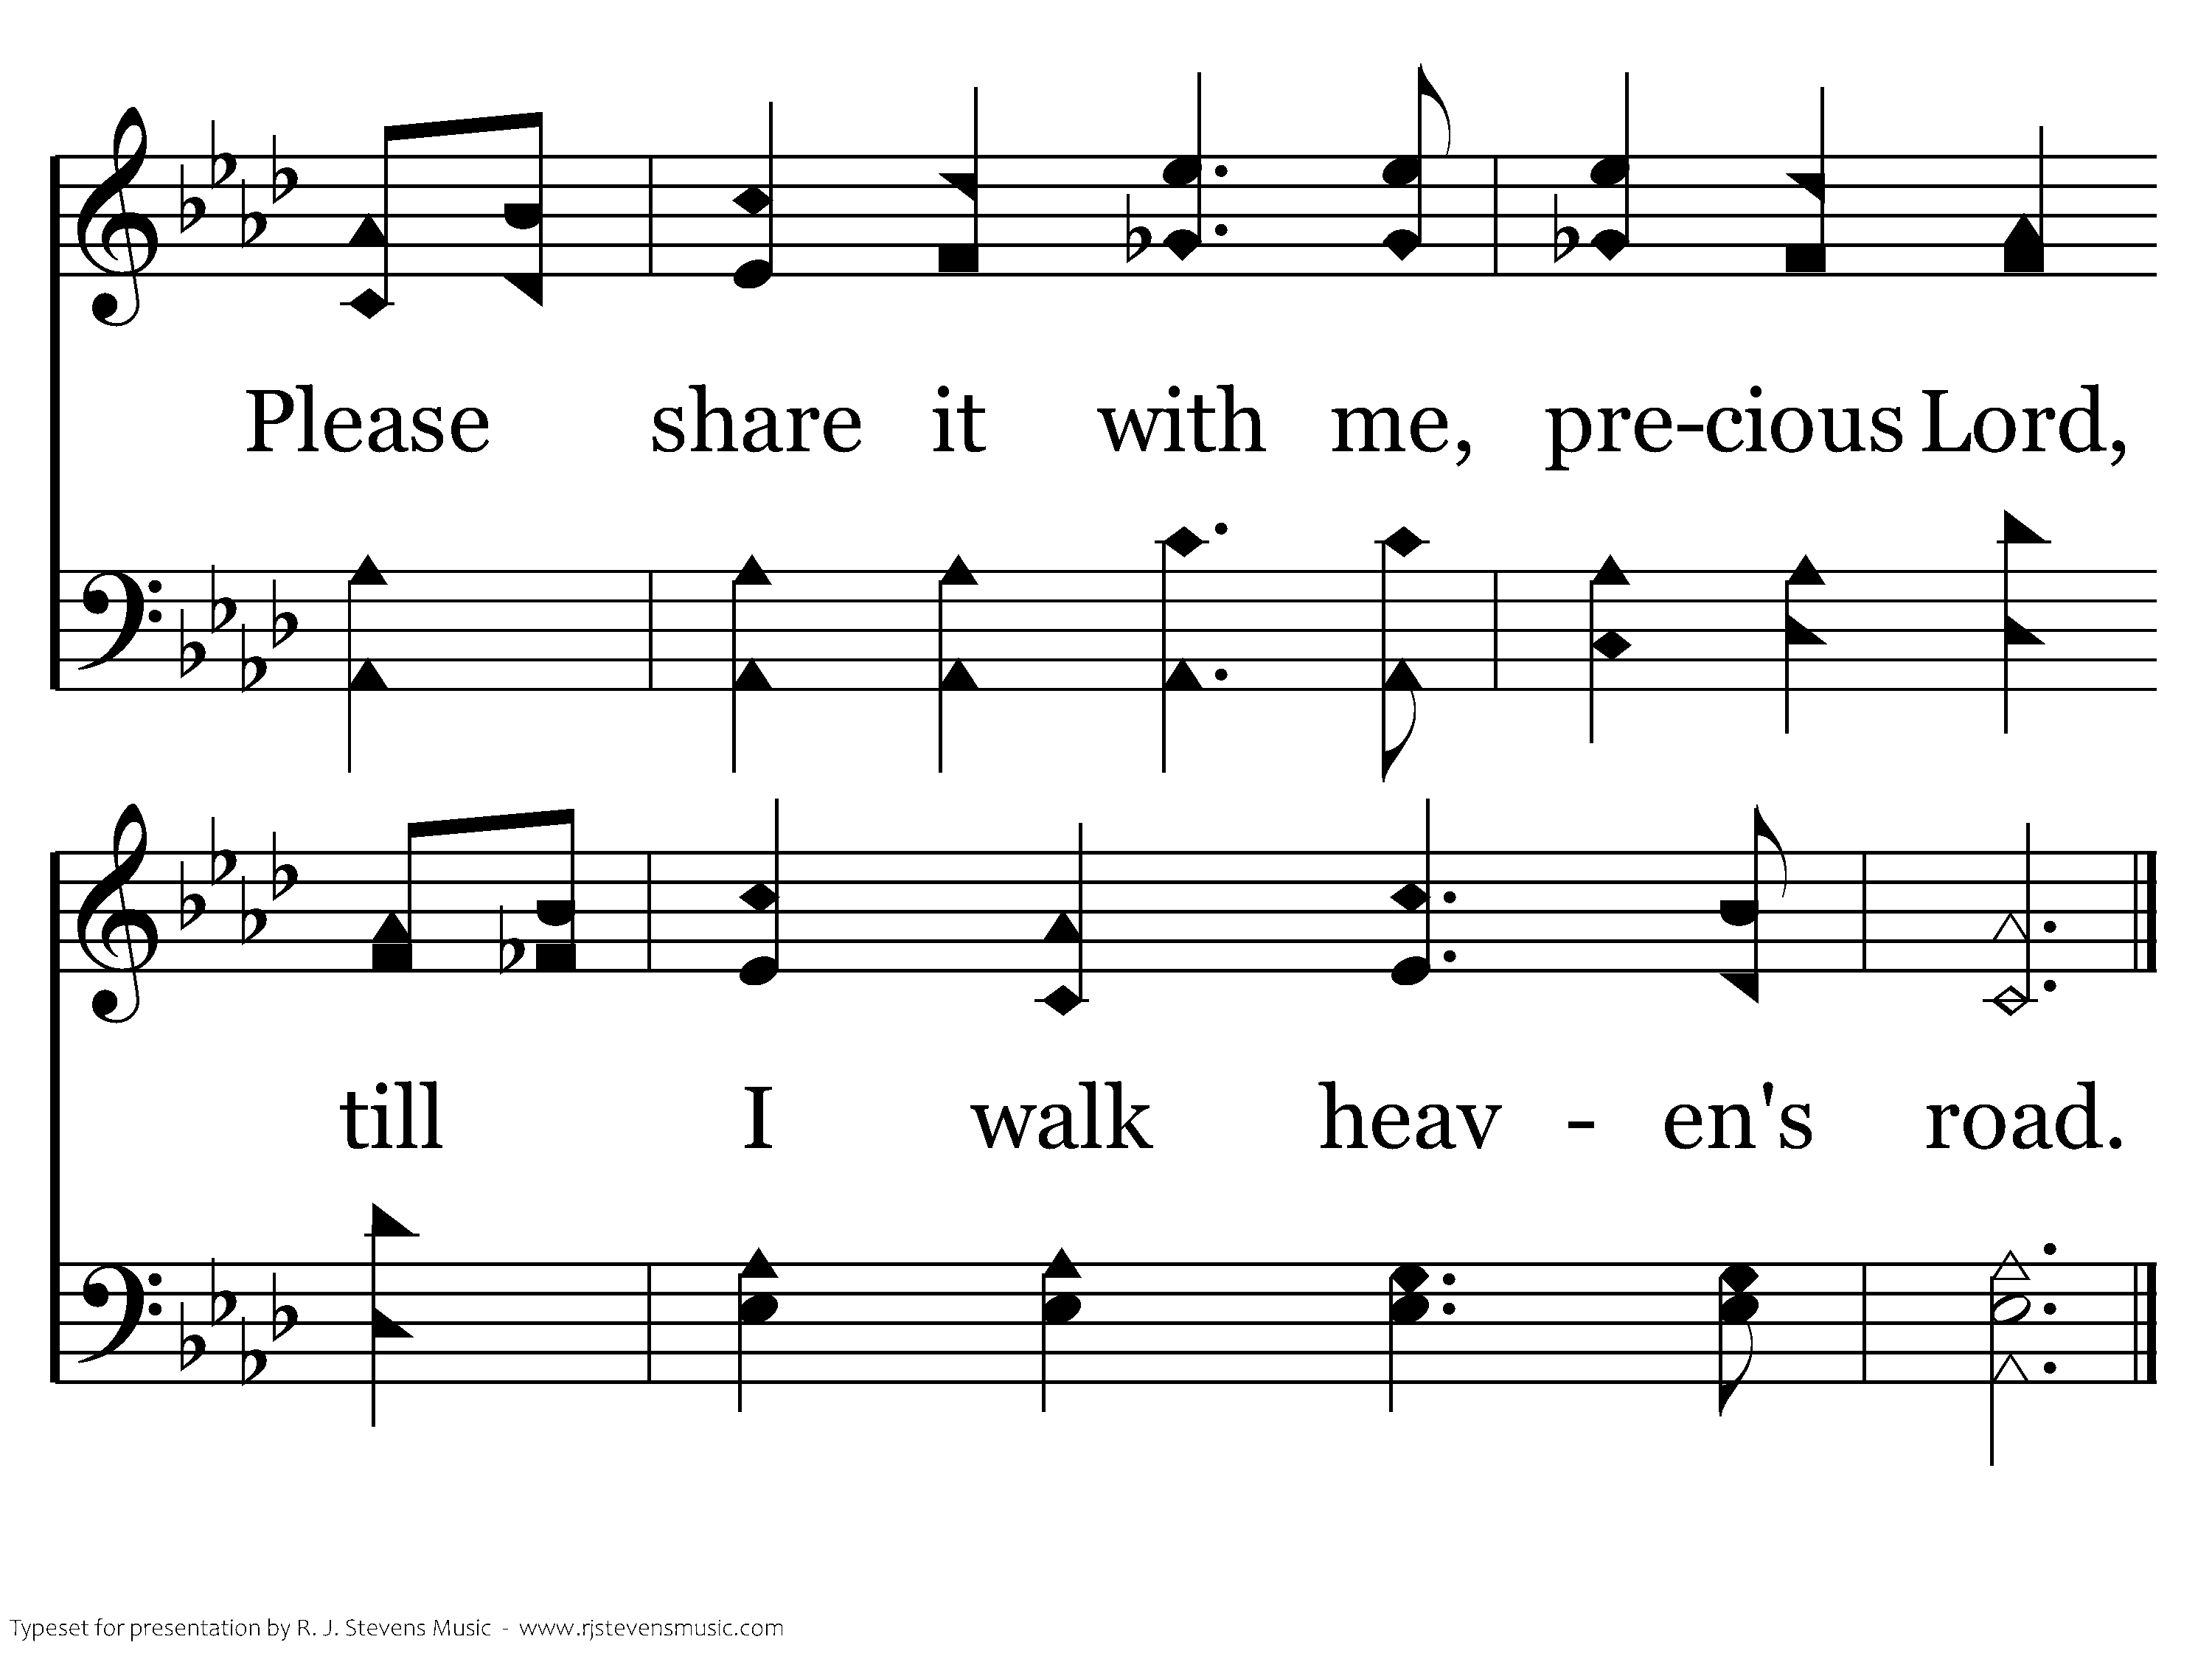 Please share it with me, pre-cious Lord,
till I walk heav - en's road.
Typeset for presentation by R. J. Stevens Music - www.rjstevensmusic.com